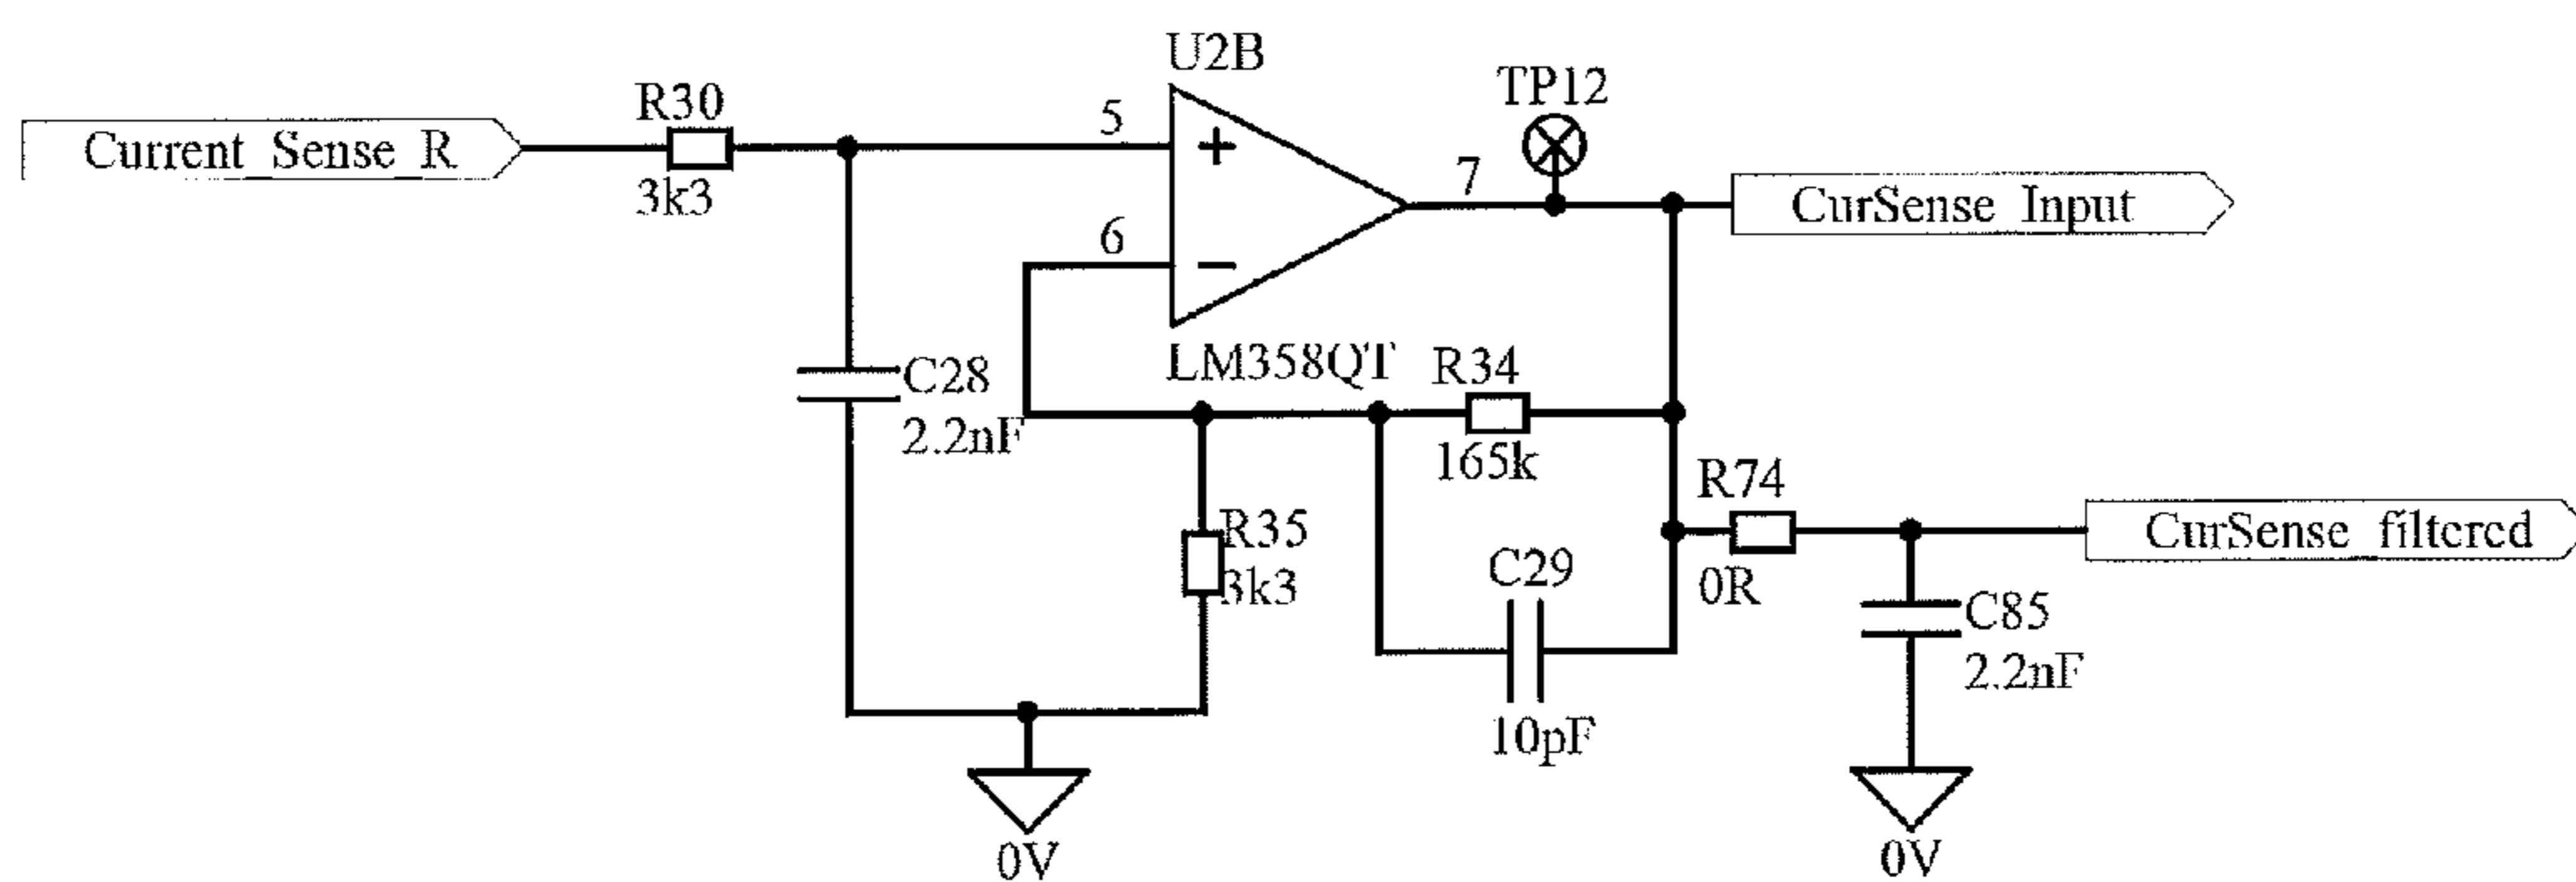 U2B
TP12
R30
5
+
Current_Sense_R
3k3
7
CurSense_Input
6
−
LM358QT
R34
C28
2.2nF
165k
R74
R35
3k3
CurSense_filtered
C29
0R
C85
2.2nF
10pF
0V
0V